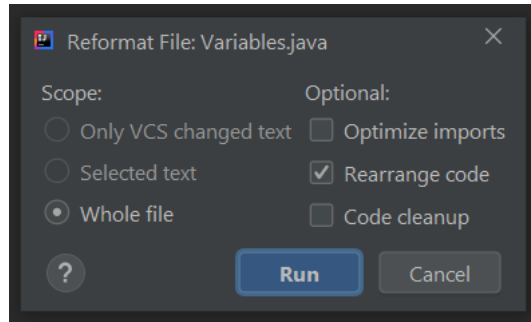 Reformat File: Variables.java
Scope:
Optional:
Only VCS changed text
Optimize imports
Selected text
Rearrange code
Whole file
Code cleanup
?
Run
Cancel